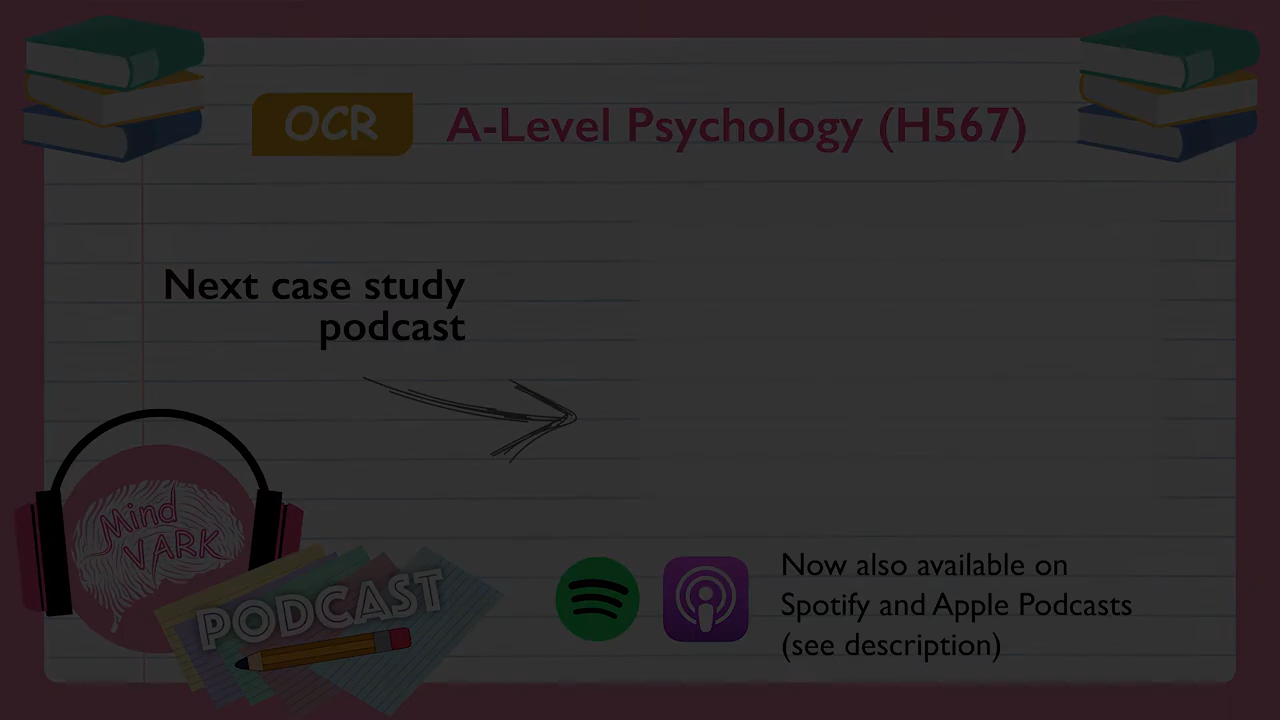 OCR A-Level Psychology (H567)
Next case study
podcast
Mind
VARK
PODCAST
Now also available on
Spotify and Apple Podcasts
(see description)